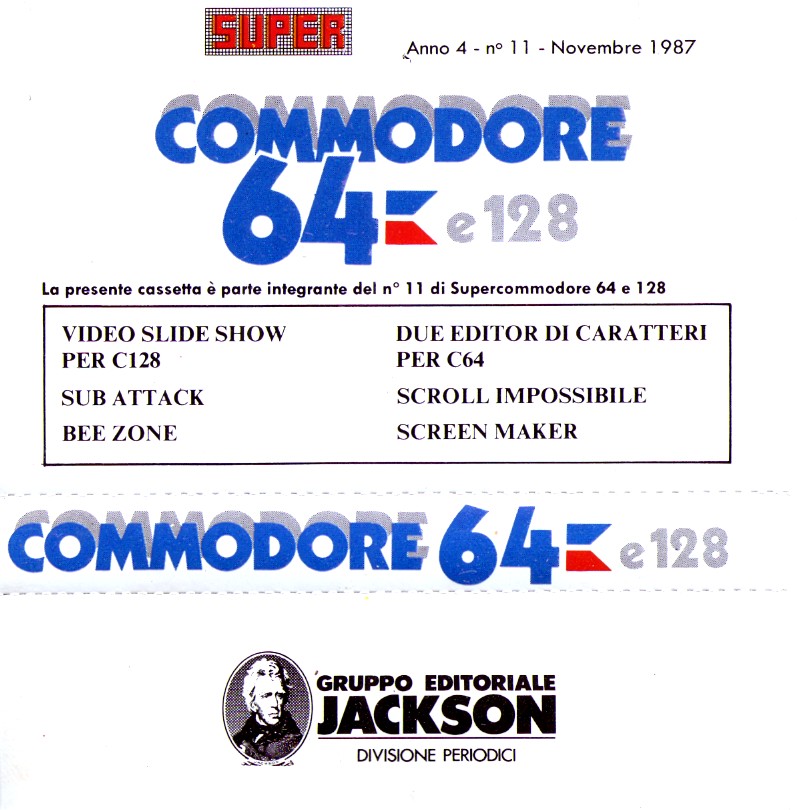 SUPER
Anno 4 - n° 11 - Novembre 1987
COMMODORE
64 e 128
La presente cassetta è parte integrante del n° 11 di Supercommodore 64 e 128
VIDEO SLIDE SHOW
PER C128
SUB ATTACK
BEE ZONE
DUE EDITOR DI CARATTERI
PER C64
SCROLL IMPOSSIBILE
SCREEN MAKER
COMMODORE 64 e 128
GRUPPO EDITORIALE
JACKSON
DIVISIONE PERIODICI